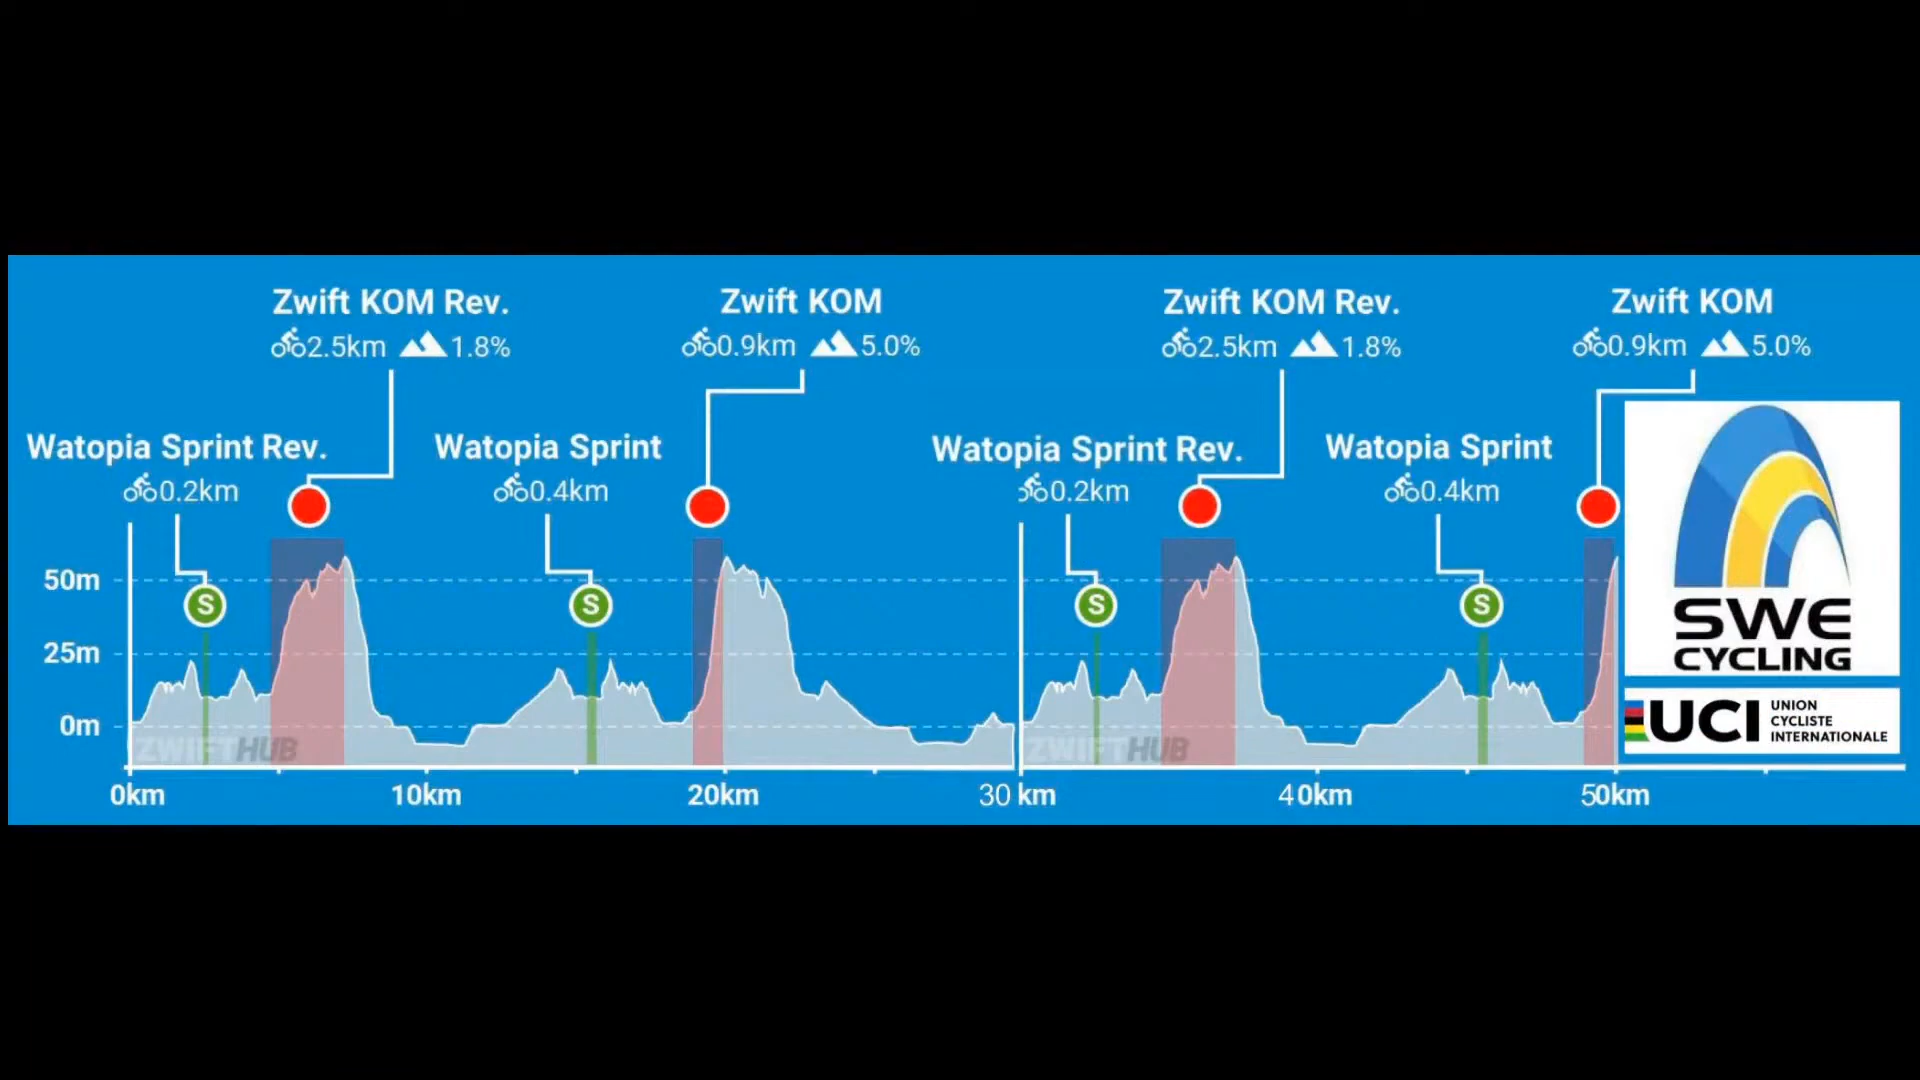 Zwift KOM Rev.
2.5km 1.8%
Zwift KOM
0.9km 5.0%
Zwift KOM Rev.
2.5km 1.8%
Zwift KOM
0.9km 5.0%
Watopia Sprint Rev.
0.2km
Watopia Sprint
0.4km
Watopia Sprint Rev.
0.2km
Watopia Sprint
0.4km
S
S
S
S
50m
25m
0m
ZWIFTHUB
ZWIFTHUB
0km
10km
20km
30 km
40km
50km
SWE
CYCLING
UCI
UNION
CYCLISTE
INTERNATIONALE